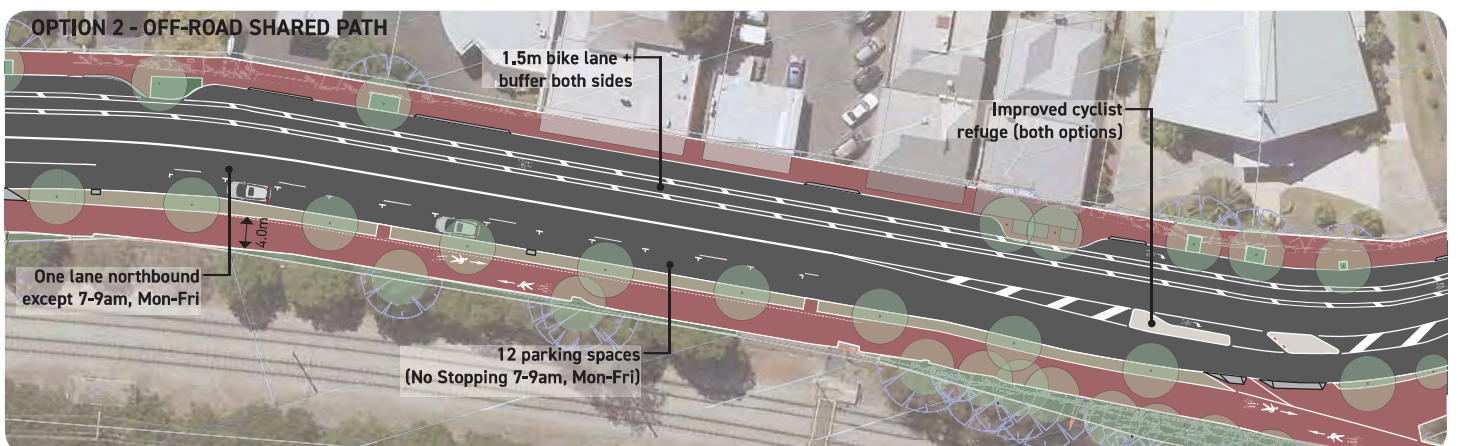 OPTION 2 - OFF-ROAD SHARED PATH
1.5m bike lane +
buffer both sides
Improved cyclist
refuge (both options)
4.0m
One lane northbound
except 7-9am, Mon-Fri
12 parking spaces
(No Stopping 7-9am, Mon-Fri)